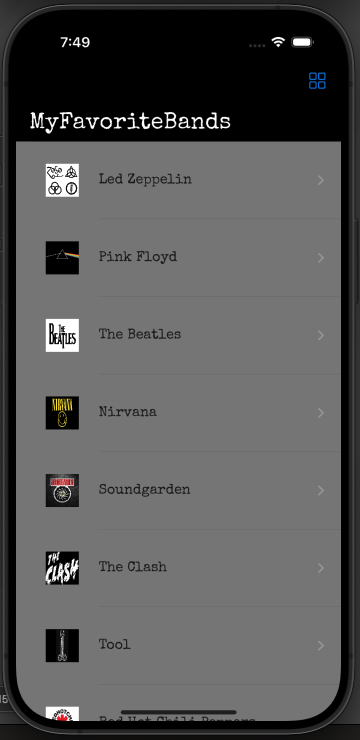 7:49
MyFavoriteBands
Led Zeppelin
Pink Floyd
THE BEATLES
The Beatles
NIRVANA
Nirvana
Soundgarden
THE CLASH
The Clash
Tool
Red Hot Chili Peppers